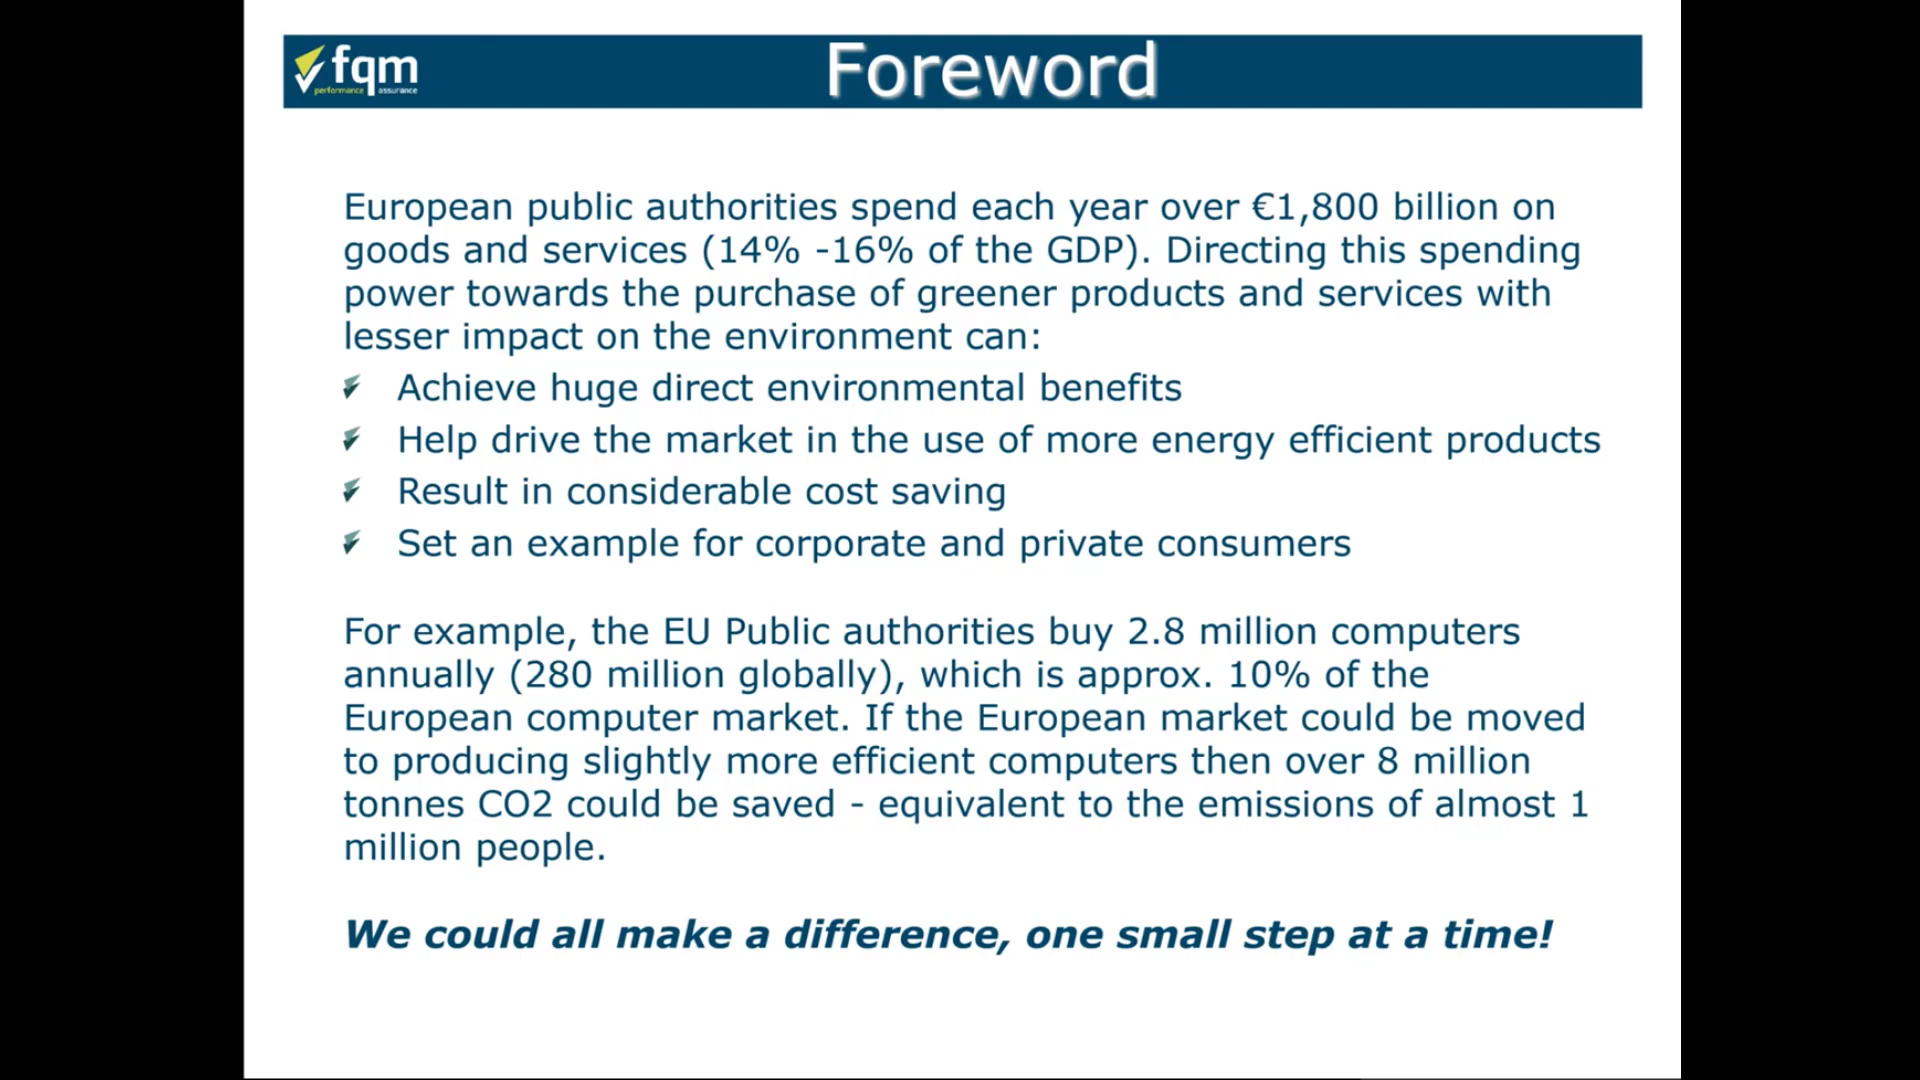 fqm
performance assurance
Foreword
European public authorities spend each year over €1,800 billion on
goods and services (14% -16% of the GDP). Directing this spending
power towards the purchase of greener products and services with
lesser impact on the environment can:
Achieve huge direct environmental benefits
Help drive the market in the use of more energy efficient products
Result in considerable cost saving
Set an example for corporate and private consumers
For example, the EU Public authorities buy 2.8 million computers
annually (280 million globally), which is approx. 10% of the
European computer market. If the European market could be moved
to producing slightly more efficient computers then over 8 million
tonnes CO2 could be saved - equivalent to the emissions of almost 1
million people.
We could all make a difference, one small step at a time!